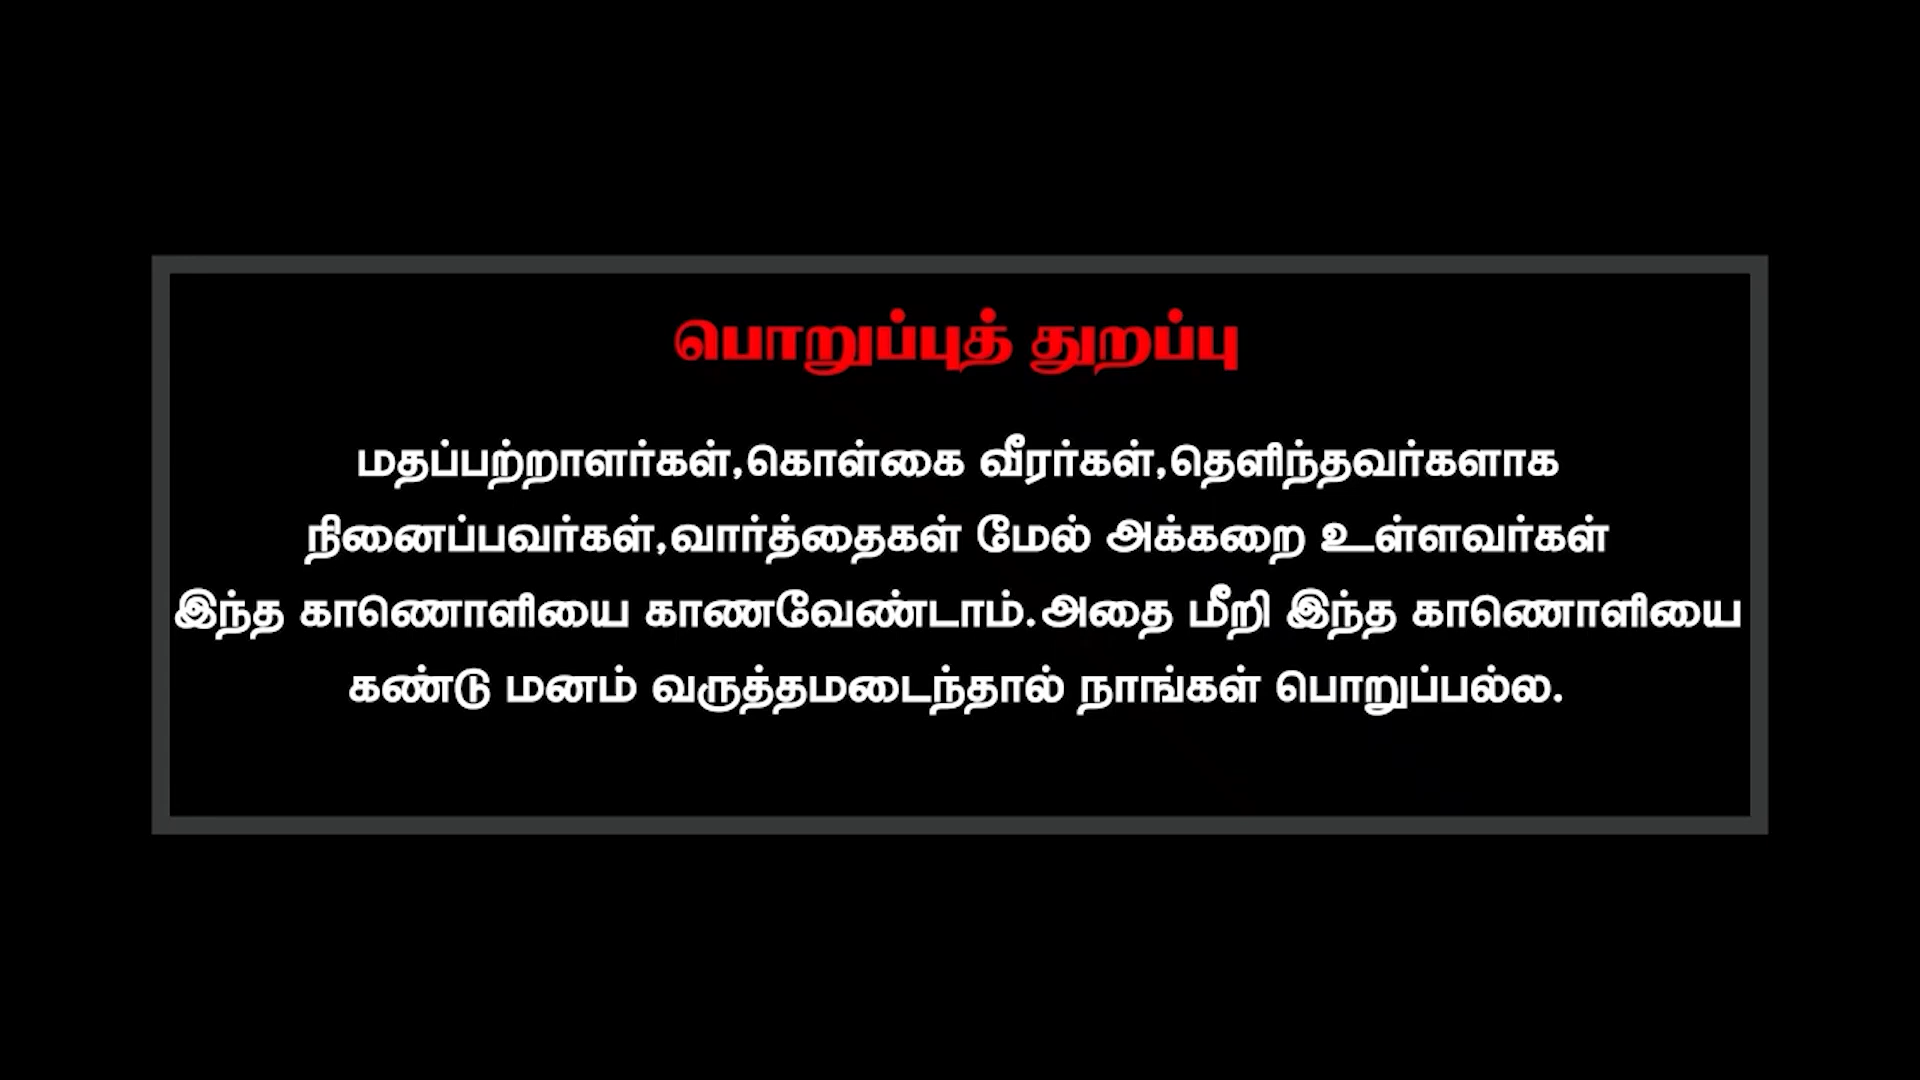 பொறுப்புத் துறப்பு
மதப்பற்றாளர்கள்,கொள்கை வீரர்கள்,தெளிந்தவர்களாக
நினைப்பவர்கள்,வார்த்தைகள் மேல் அக்கறை உள்ளவர்கள்
இந்த காணொளியை காணவேண்டாம்.அதை மீறி இந்த காணொளியை
கண்டு மனம் வருத்தமடைந்தால் நாங்கள் பொறுப்பல்ல.